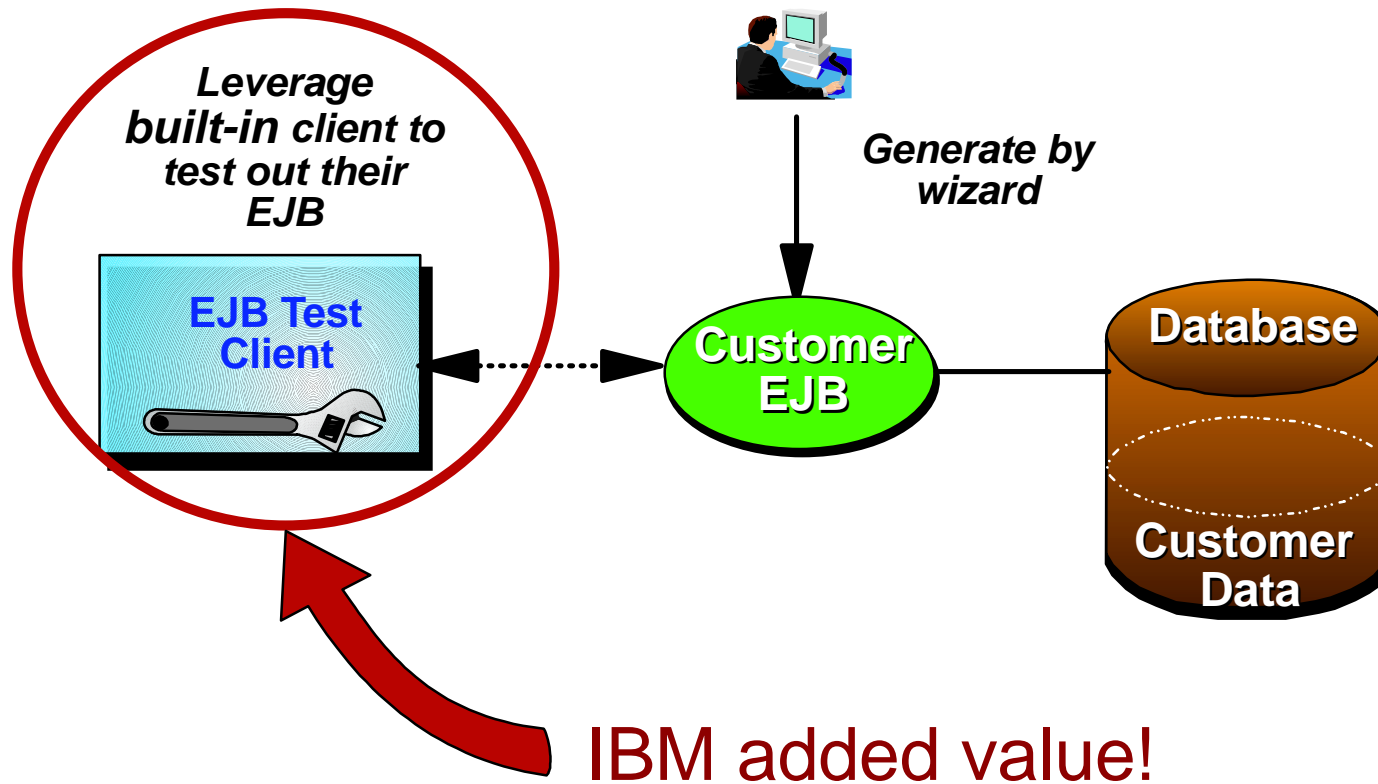 Leverage
built-in client to
test out their
EJB
EJB Test
Client
Generate by
wizard
Customer
EJB
Database
Customer
Data
IBM added value!